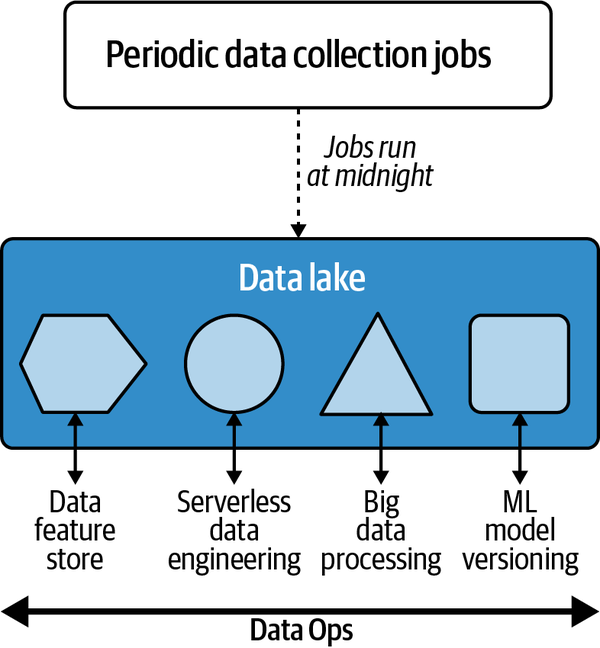 Periodic data collection jobs
Jobs run
at midnight
Data lake
Data
feature
store
Serverless
data
engineering
Big
data
processing
ML
model
versioning
Data Ops